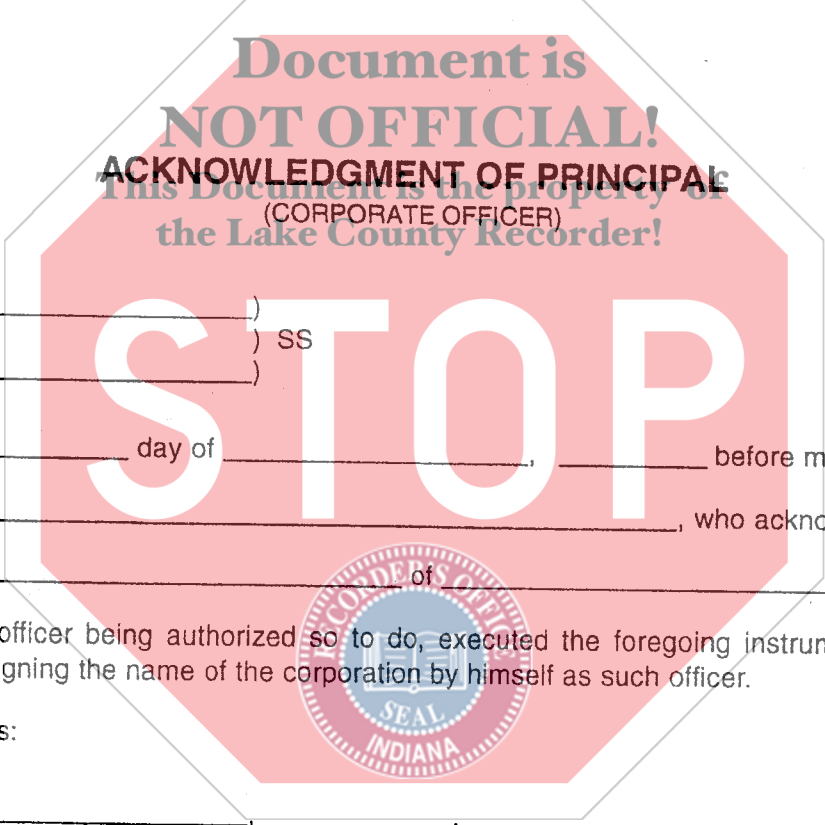 Document is
NOT OFFICIAL!
ACKNOWLEDGMENT OF PRINCIPAL
This Document is the property of
(CORPORATE OFFICER)
the Lake County Recorder!
)
) SS
)
STOP
day of , before m
, who ackno
of
officer being authorized so to do, executed the foregoing instrun
gning the name of the corporation by himself as such officer.
s:
RECORDER'S OFFICE
SEAL
INDIANA